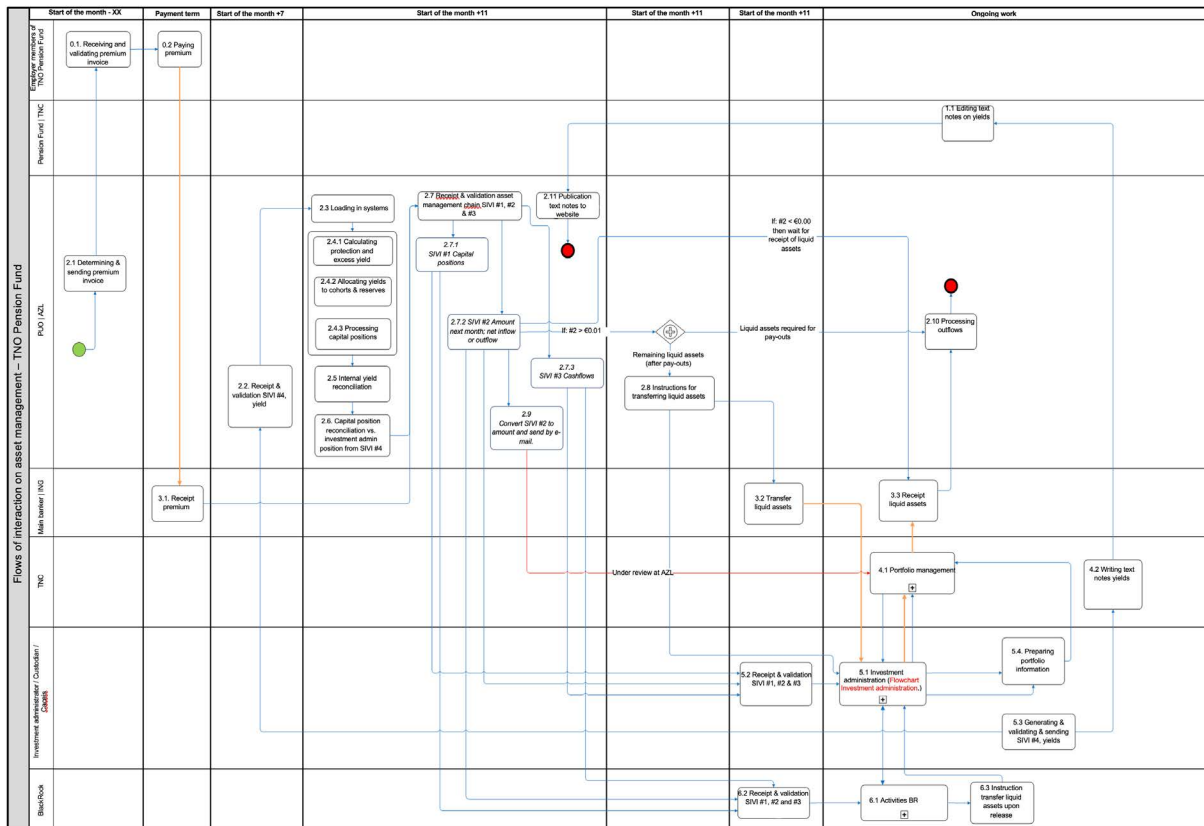 Flows of interaction on asset management – TNO Pension Fund
Start of the month - XX
Payment term
Start of the month +7
Start of the month +11
Start of the month +11
Start of the month +11
Ongoing work
Employer members of
TNO Pension Fund
0.1. Receiving and
validating premium
invoice
0.2 Paying
premium
Pension Fund | TNC
1.1 Editing text
notes on yields
PUO | AZL
2.1 Determining &
sending premium
invoice
2.2. Receipt &
validation SIVI #4,
yield
2.3 Loading in systems
2.4.1 Calculating
protection and
excess yield
2.4.2 Allocating yields
to cohorts & reserves
2.4.3 Processing
capital positions
2.5 Internal yield
reconciliation
2.6. Capital position
reconciliation vs.
investment admin
position from SIVI #4
2.7 Receipt & validation asset
management chain SIVI #1, #2
& #3
2.7.1
SIVI #1 Capital
positions
2.7.2 SIVI #2 Amount
next month; net inflow
or outflow
2.7.3
SIVI #3 Cashflows
2.9
Convert SIVI #2 to
amount and send by e-
mail.
2.11 Publication
text notes to
website
If: #2 > €0.01
Remaining liquid assets
(after pay-outs)
2.8 Instructions for
transferring liquid assets
If: #2 < €0.00
then wait for
receipt of liquid
assets
Liquid assets required for
pay-outs
2.10 Processing
outflows
Main banker | ING
3.1. Receipt
premium
3.2 Transfer
liquid assets
3.3 Receipt
liquid assets
TNC
Under review at AZL
4.1 Portfolio management
4.2 Writing text
notes yields
Investment administrator / Custodian /
Caceis
5.2 Receipt & validation
SIVI #1, #2 & #3
5.1 Investment
administration (Flowchart
Investment administration.)
5.4. Preparing
portfolio
information
5.3 Generating &
validating & sending
SIVI #4, yields
BlackRock
6.2 Receipt & validation
SIVI #1, #2 and #3
6.1 Activities BR
6.3 Instruction
transfer liquid
assets upon
release